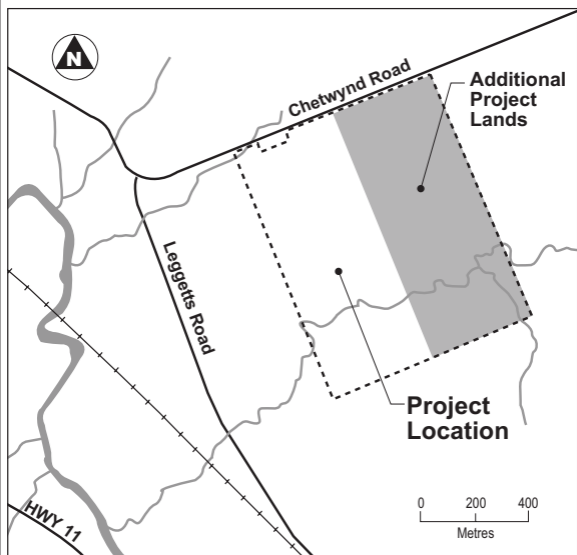 N
Chetwynd Road
Additional
Project
Lands
Leggetts Road
Project
Location
HWY 11
0 200 400
Metres